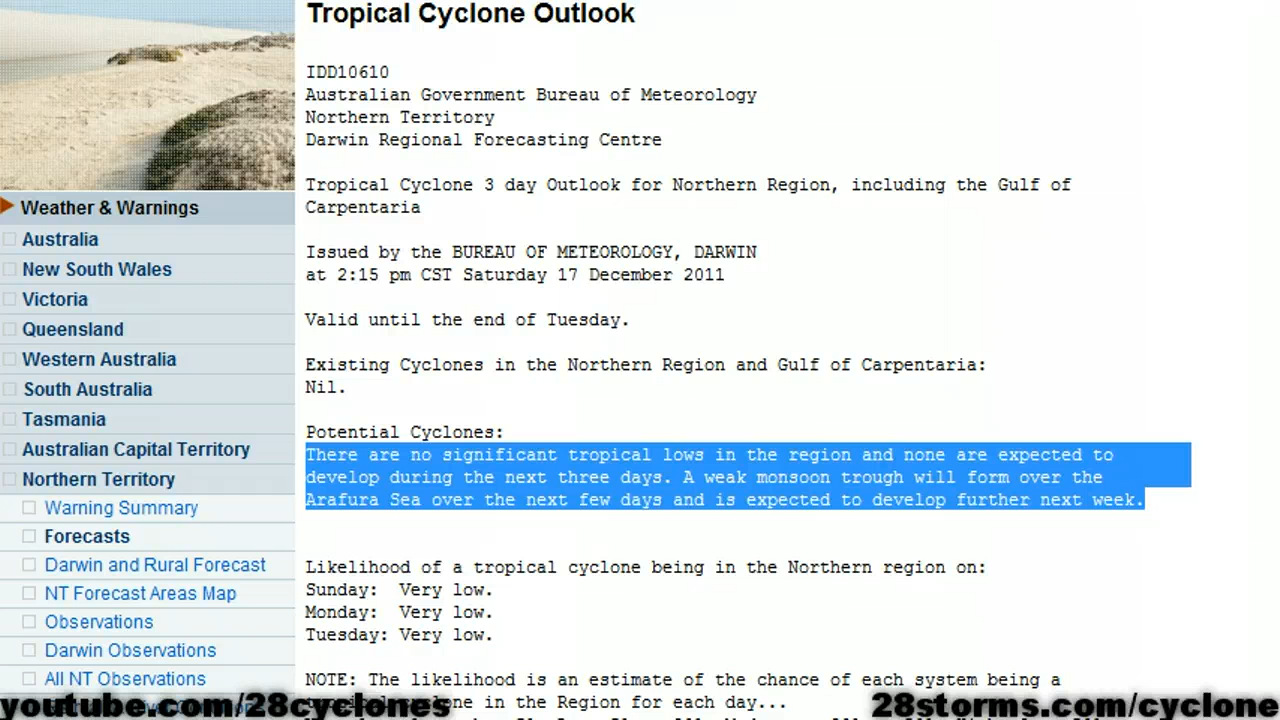 Tropical Cyclone Outlook
IDD10610
Australian Government Bureau of Meteorology
Northern Territory
Darwin Regional Forecasting Centre
Tropical Cyclone 3 day Outlook for Northern Region, including the Gulf of
Carpentaria
Issued by the BUREAU OF METEOROLOGY, DARWIN
at 2:15 pm CST Saturday 17 December 2011
Valid until the end of Tuesday.
Existing Cyclones in the Northern Region and Gulf of Carpentaria:
Nil.
Potential Cyclones:
There are no significant tropical lows in the region and none are expected to
develop during the next three days. A weak monsoon trough will form over the
Arafura Sea over the next few days and is expected to develop further next week.
Likelihood of a tropical cyclone being in the Northern region on:
Sunday: Very low.
Monday: Very low.
Tuesday: Very low.
NOTE: The likelihood is an estimate of the chance of each system being a
tropical cyclone in the Region for each day...
Weather & Warnings
Australia
New South Wales
Victoria
Queensland
Western Australia
South Australia
Tasmania
Australian Capital Territory
Northern Territory
Warning Summary
Forecasts
Darwin and Rural Forecast
NT Forecast Areas Map
Observations
Darwin Observations
All NT Observations
youtube.com/28cyclones
28storms.com/cyclone